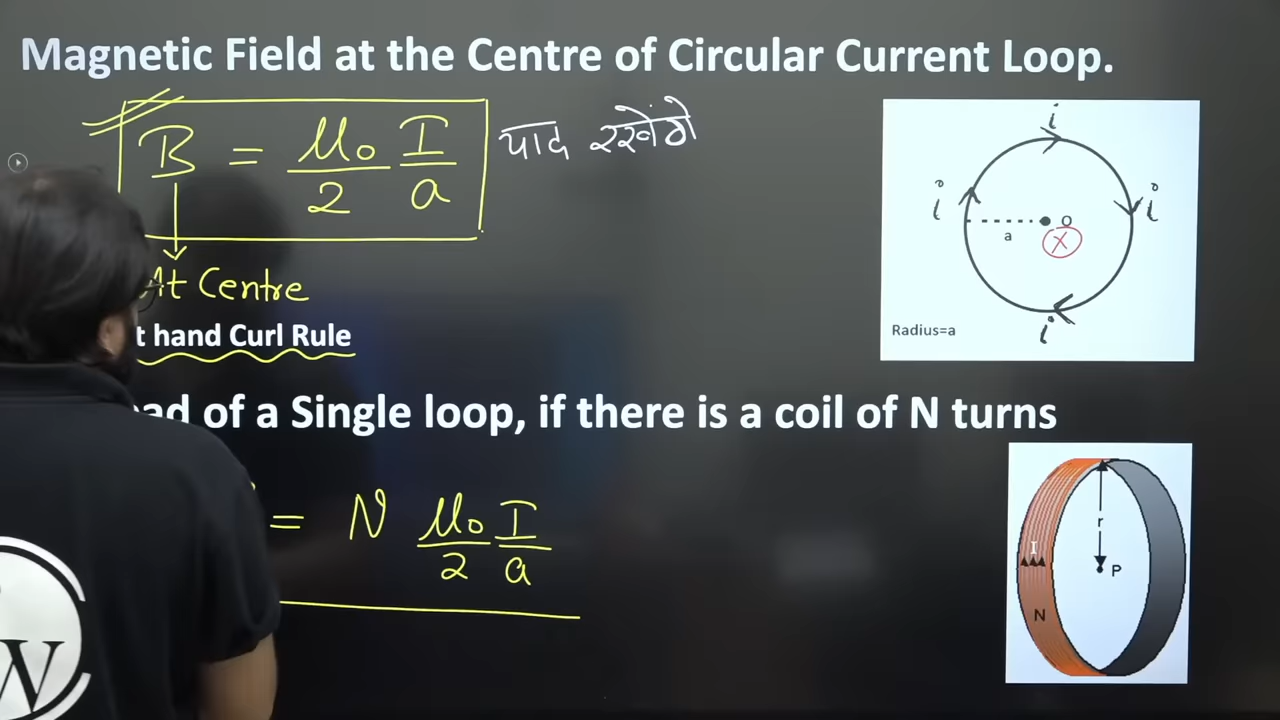 Magnetic Field at the Centre of Circular Current Loop.
B = μ₀/2 I/a याद रखेंगे
At Centre
hand Curl Rule
of a Single loop, if there is a coil of N turns
= N μ₀/2 I/a
i
i
i
a
o
X
i
Radius=a
r
I
P
N
W